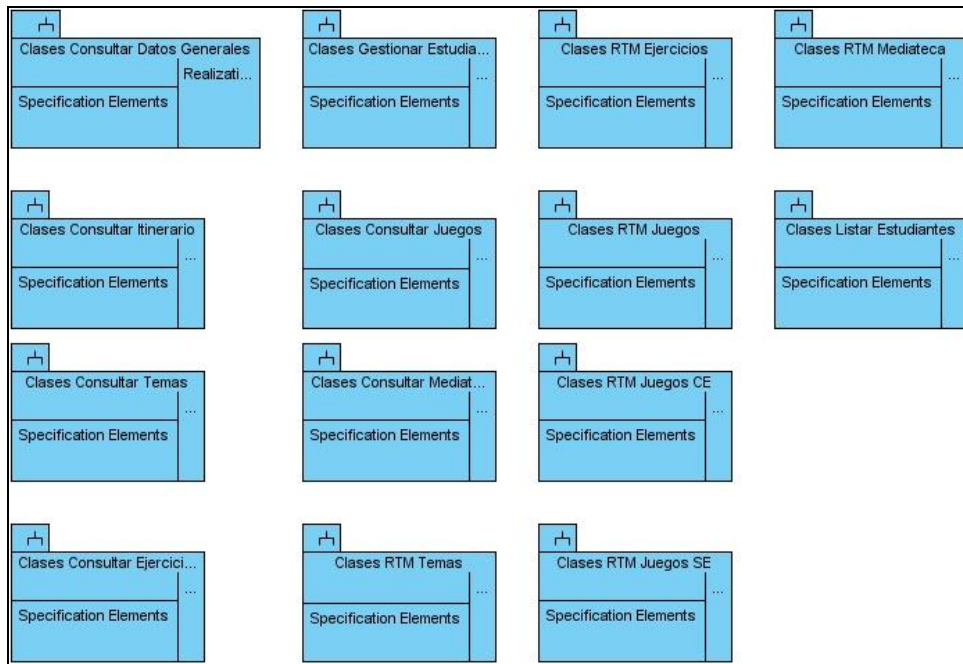 Clases Consultar Datos Generales
Realizati...
Specification Elements
Clases Gestionar Estudia...
...
Specification Elements
Clases RTM Ejercicios
...
Specification Elements
Clases RTM Mediateca
...
Specification Elements
Clases Consultar Itinerario
...
Specification Elements
Clases Consultar Juegos
...
Specification Elements
Clases RTM Juegos
...
Specification Elements
Clases Listar Estudiantes
...
Specification Elements
Clases Consultar Temas
...
Specification Elements
Clases Consultar Mediat...
...
Specification Elements
Clases RTM Juegos CE
...
Specification Elements
Clases Consultar Ejercici...
...
Specification Elements
Clases RTM Temas
...
Specification Elements
Clases RTM Juegos SE
...
Specification Elements